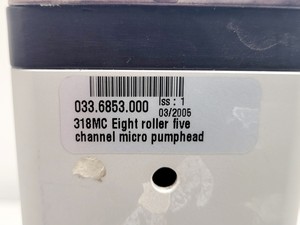 033.6853.000 Iss : 1
03/2005
318MC Eight roller five
channel micro pumphead